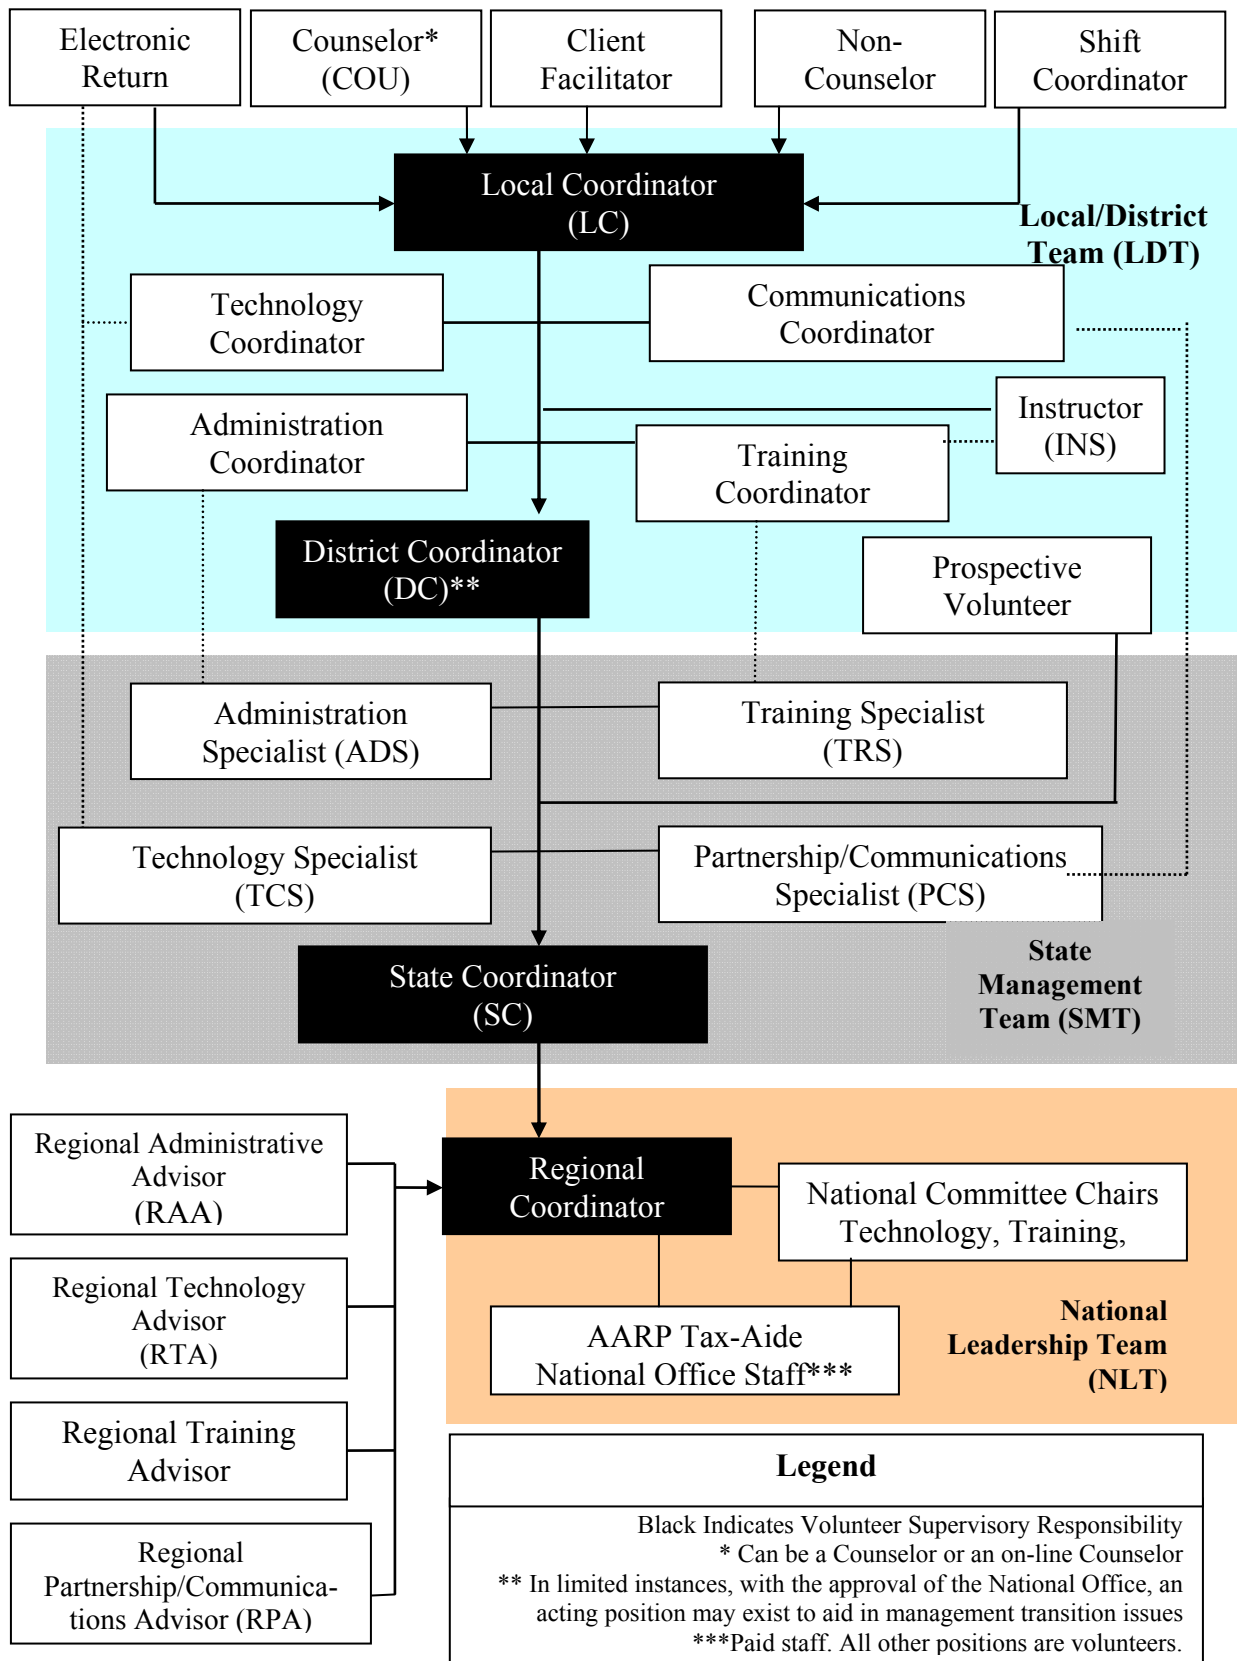 Electronic
Return
Counselor*
(COU)
Client
Facilitator
Non-
Counselor
Shift
Coordinator
Local Coordinator
(LC)
Local/District
Team (LDT)
Technology
Coordinator
Communications
Coordinator
Administration
Coordinator
Training
Coordinator
Instructor
(INS)
District Coordinator
(DC)**
Prospective
Volunteer
Administration
Specialist (ADS)
Training Specialist
(TRS)
Technology Specialist
(TCS)
Partnership/Communications
Specialist (PCS)
State Coordinator
(SC)
State
Management
Team (SMT)
Regional Administrative
Advisor
(RAA)
Regional
Coordinator
National Committee Chairs
Technology, Training,
Regional Technology
Advisor
(RTA)
AARP Tax-Aide
National Office Staff***
National
Leadership Team
(NLT)
Regional Training
Advisor
Regional
Partnership/Communica-
tions Advisor (RPA)
Legend
Black Indicates Volunteer Supervisory Responsibility
* Can be a Counselor or an on-line Counselor
** In limited instances, with the approval of the National Office, an
acting position may exist to aid in management transition issues
***Paid staff. All other positions are volunteers.